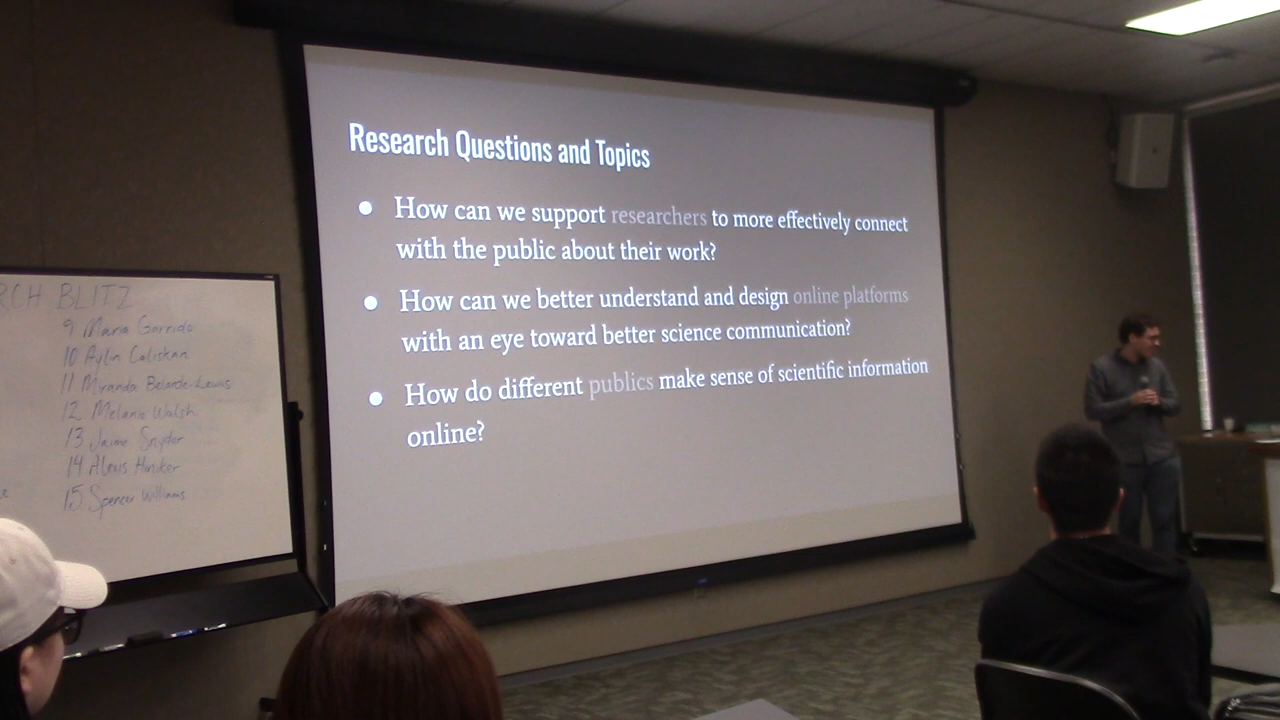 Research Questions and Topics
How can we support researchers to more effectively connect
with the public about their work?
How can we better understand and design online platforms
with an eye toward better science communication?
How do different publics make sense of scientific information
online?
RCH BLITZ
9 Maria Garrido
10 Aylin Caliskan
11 Miranda Belarde-Lewis
12 Melanie Walsh
13 Jaime Snyder
14 Alexis Hiniker
15 Spencer Williams